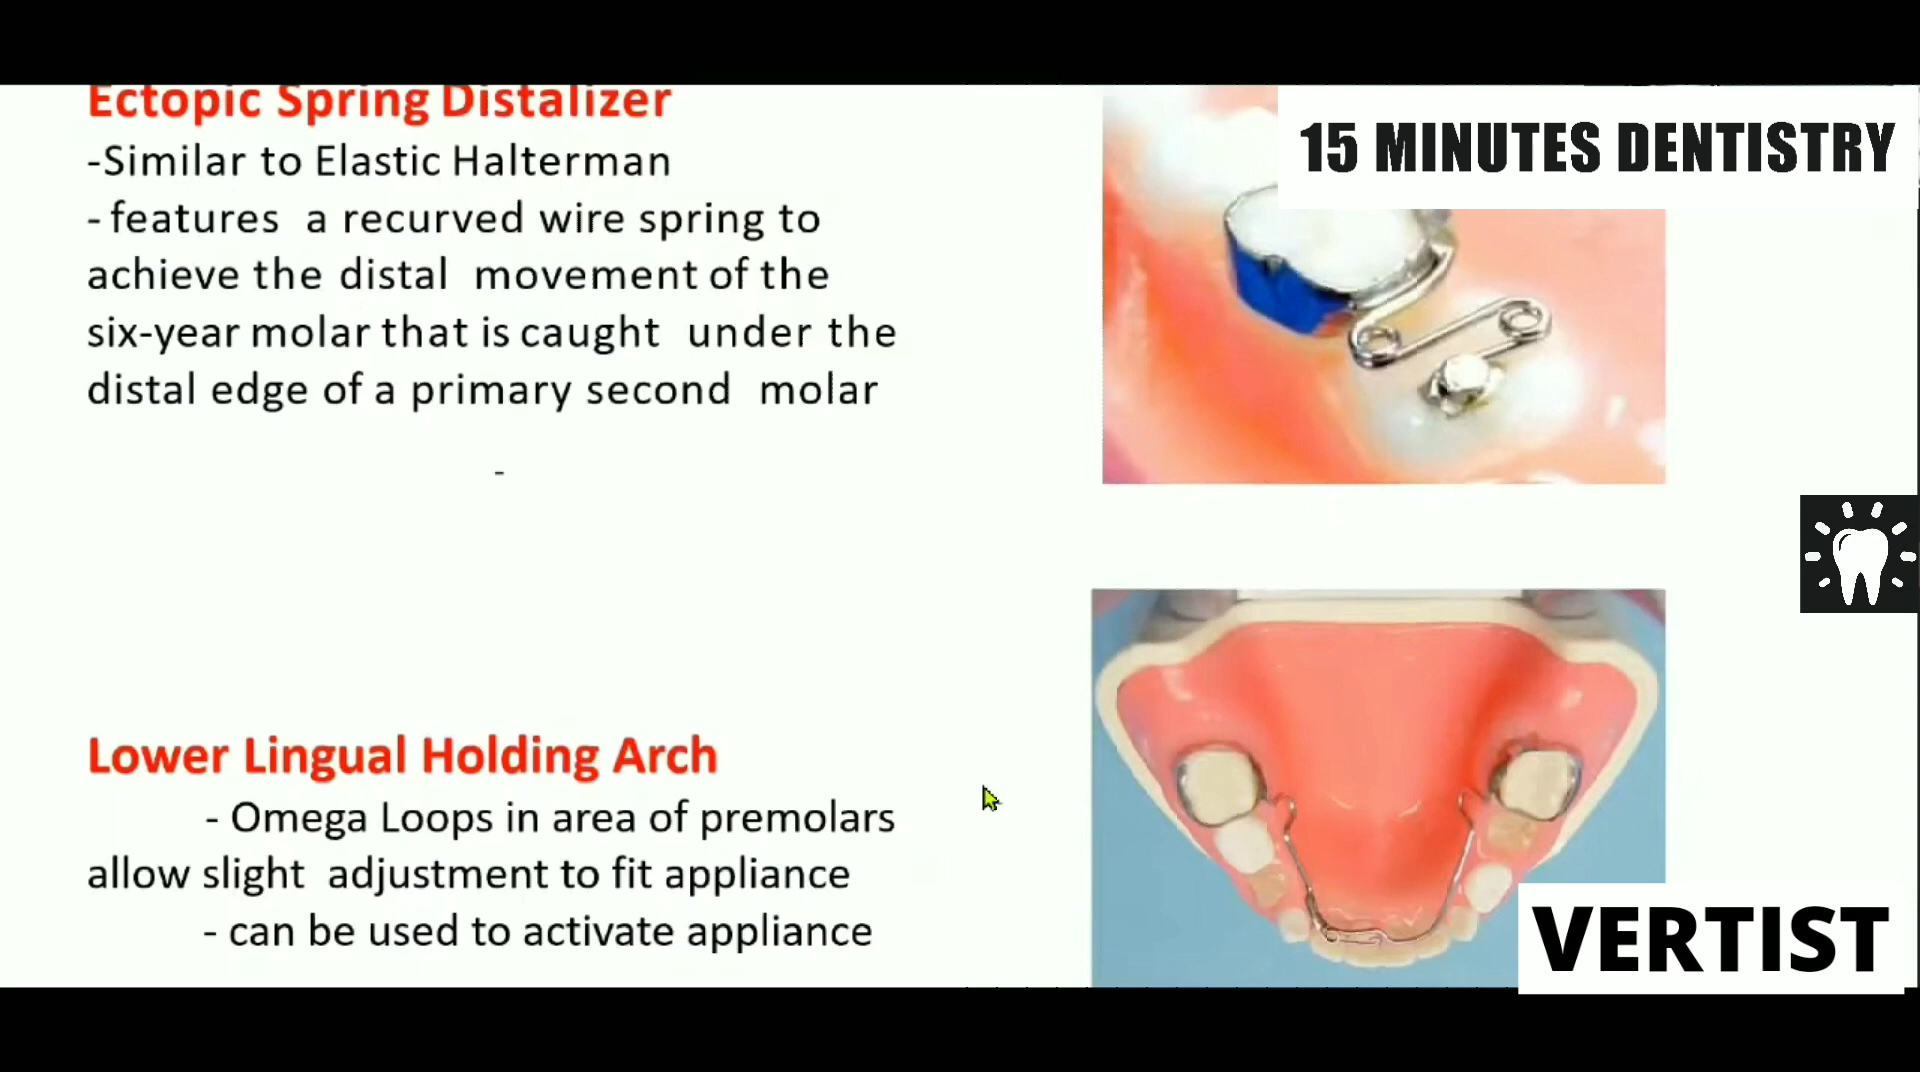 Ectopic Spring Distalizer
-Similar to Elastic Halterman
- features a recurved wire spring to
achieve the distal movement of the
six-year molar that is caught under the
distal edge of a primary second molar
-
15 MINUTES DENTISTRY
Lower Lingual Holding Arch
- Omega Loops in area of premolars
allow slight adjustment to fit appliance
- can be used to activate appliance
VERTIST